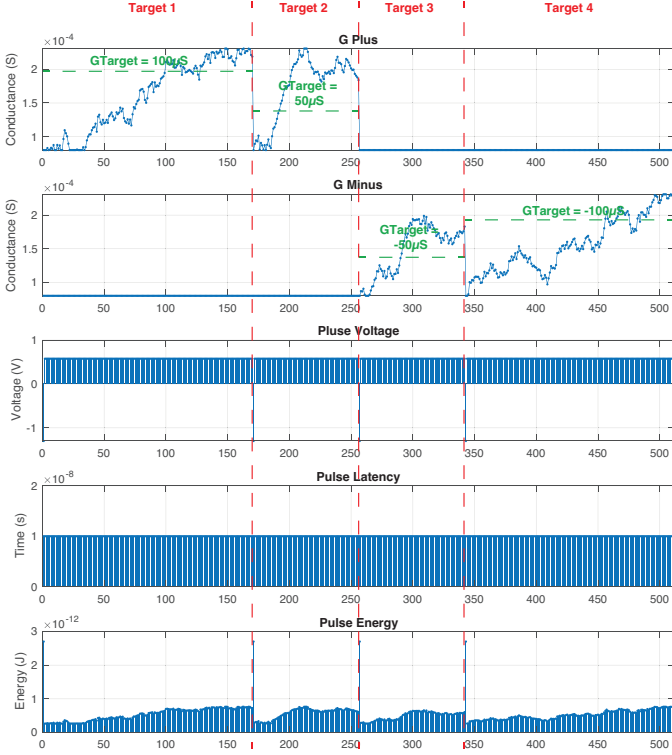 Target 1 Target 2 Target 3 Target 4
G Plus
×10⁻⁴
Conductance (S)
2
1.5
1
GTarget = 100µS
GTarget =
50µS
0 50 100 150 200 250 300 350 400 450 500
G Minus
×10⁻⁴
Conductance (S)
2
1.5
1
GTarget =
-50µS
GTarget = -100µS
0 50 100 150 200 250 300 350 400 450 500
Pluse Voltage
Voltage (V)
1
0
-1
0 50 100 150 200 250 300 350 400 450 500
Pulse Latency
×10⁻⁸
Time (s)
2
1
0
0 50 100 150 200 250 300 350 400 450 500
Pulse Energy
×10⁻¹²
Energy (J)
3
2
1
0
0 50 100 150 200 250 300 350 400 450 500